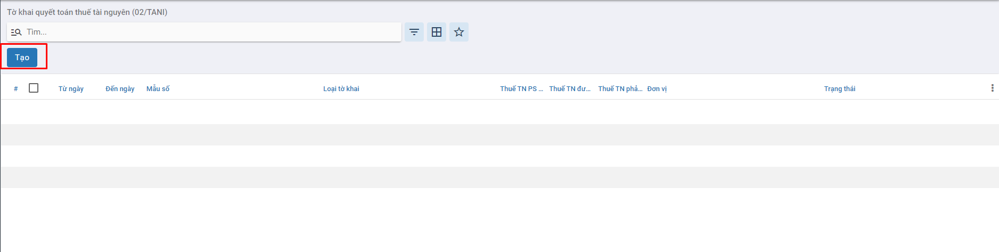 Tờ khai quyết toán thuế tài nguyên (02/TANI)
Tìm...
Tạo
# Từ ngày Đến ngày Mẫu số Loại tờ khai Thuế TN PS ... Thuế TN đư... Thuế TN phả... Đơn vị Trạng thái